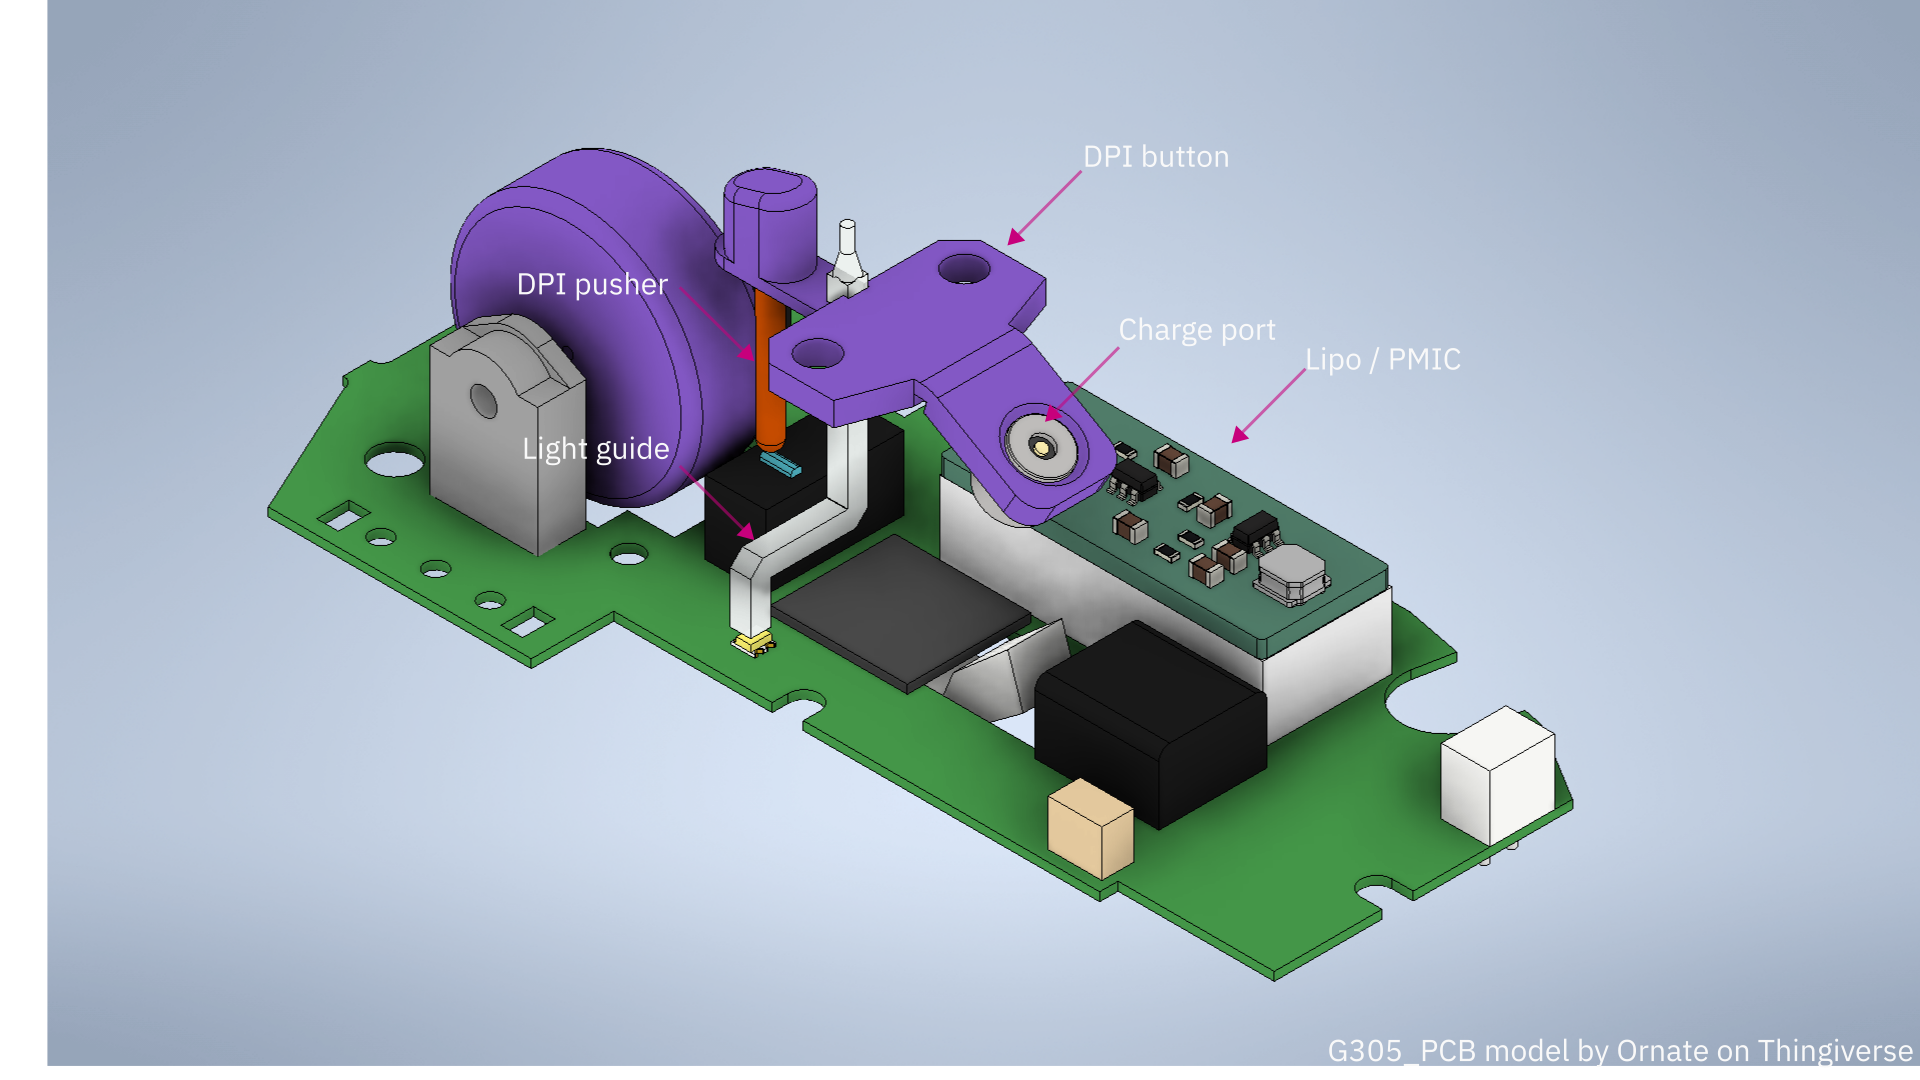 DPI button
DPI pusher
Charge port
Lipo / PMIC
Light guide
G305_PCB model by Ornate on Thingiverse